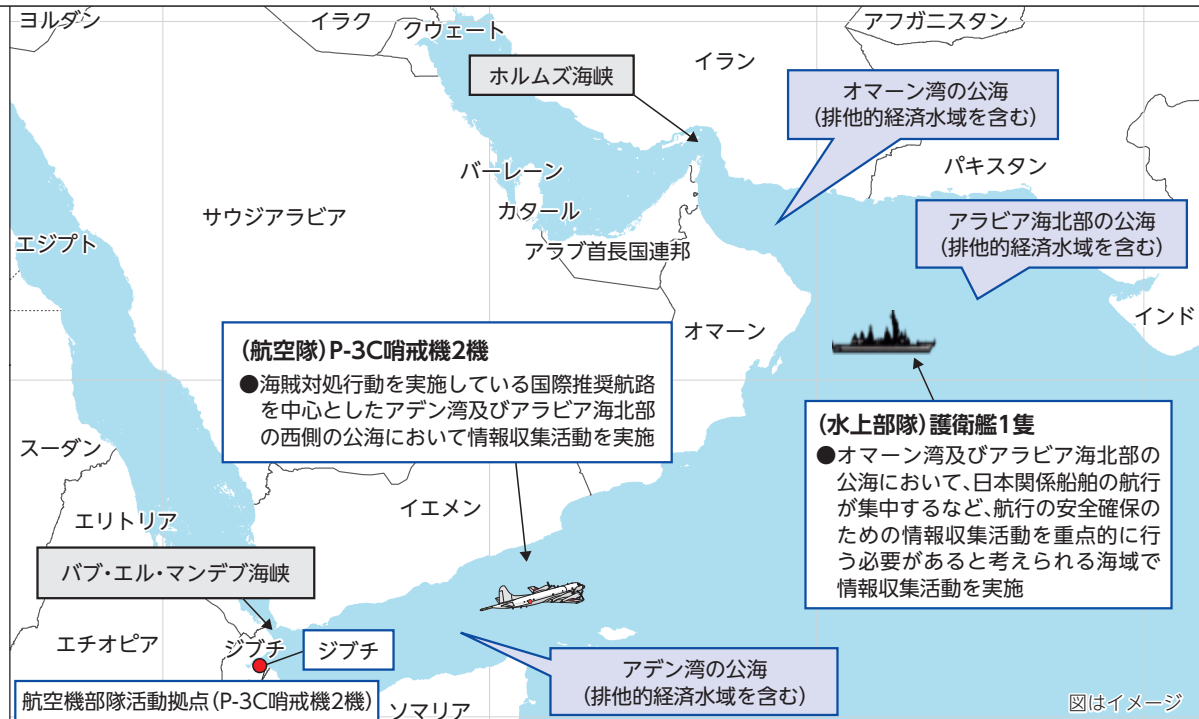 ヨルダン
イラク
クウェート
アフガニスタン
イラン
ホルムズ海峡
オマーン湾の公海
(排他的経済水域を含む)
パキスタン
バーレーン
カタール
サウジアラビア
アラブ首長国連邦
エジプト
アラビア海北部の公海
(排他的経済水域を含む)
オマーン
インド
(航空隊)P-3C哨戒機2機
●海賊対処行動を実施している国際推奨航路
を中心としたアデン湾及びアラビア海北部
の西側の公海において情報収集活動を実施
(水上部隊)護衛艦1隻
●オマーン湾及びアラビア海北部の
公海において、日本関係船舶の航行
が集中するなど、航行の安全確保の
ための情報収集活動を重点的に行
う必要があると考えられる海域で
情報収集活動を実施
スーダン
イエメン
エリトリア
バブ・エル・マンデブ海峡
エチオピア
ジブチ
ジブチ
アデン湾の公海
(排他的経済水域を含む)
航空機部隊活動拠点(P-3C哨戒機2機)
ソマリア
図はイメージ